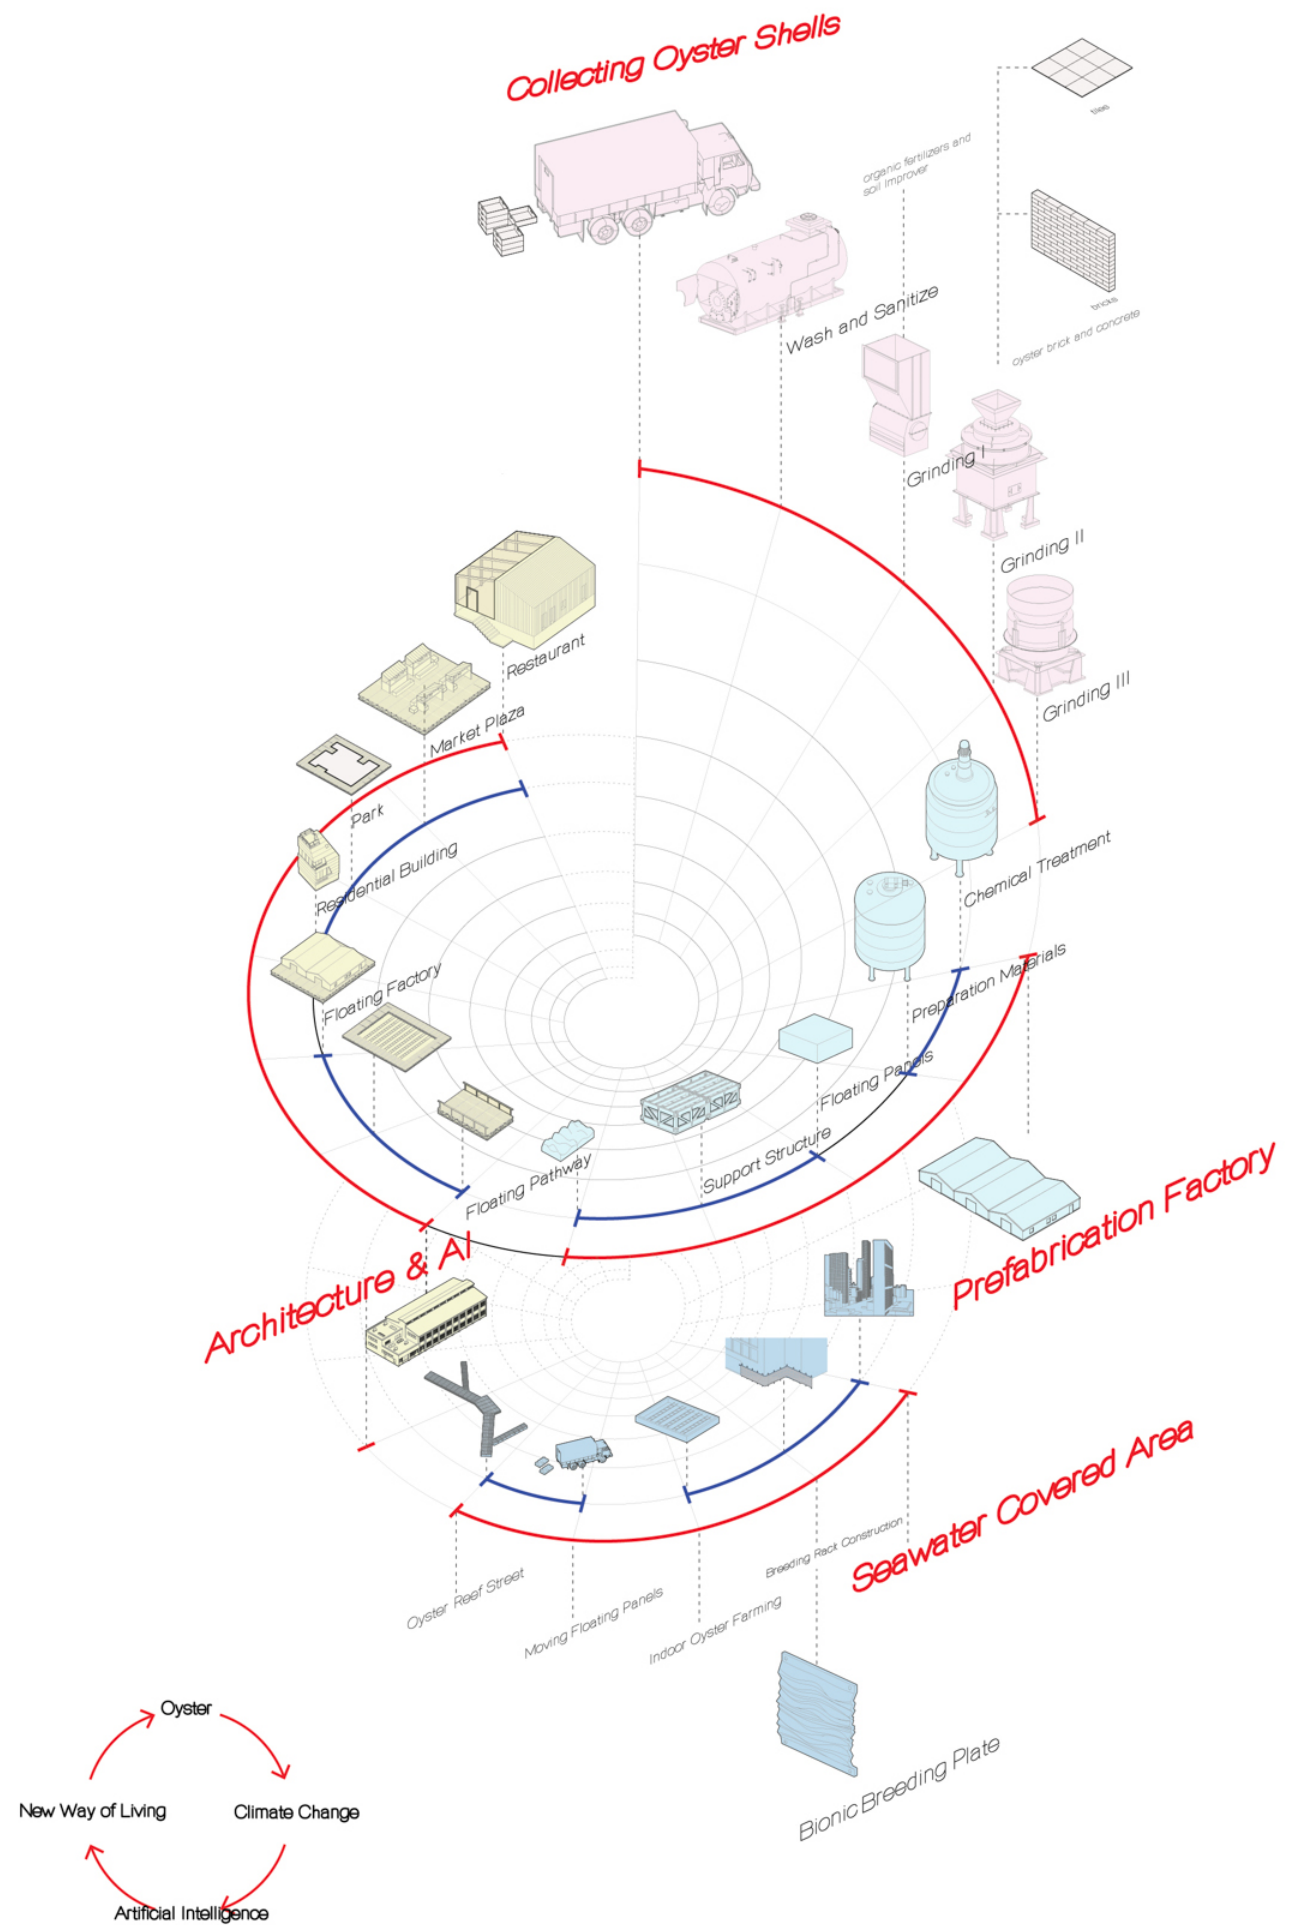 Collecting Oyster Shells
tiles
organic fertilizers and
soil improver
Wash and Sanitize
bricks
oyster brick and concrete
Grinding I
Grinding II
Grinding III
Restaurant
Market Plaza
Park
Residential Building
Floating Factory
Floating Pathway
Chemical Treatment
Preparation Materials
Floating Panels
Support Structure
Prefabrication Factory
Architecture & AI
Seawater Covered Area
Breeding Rack Construction
Oyster Reef Street
Moving Floating Panels
Indoor Oyster Farming
Bionic Breeding Plate
Oyster
New Way of Living
Climate Change
Artificial Intelligence